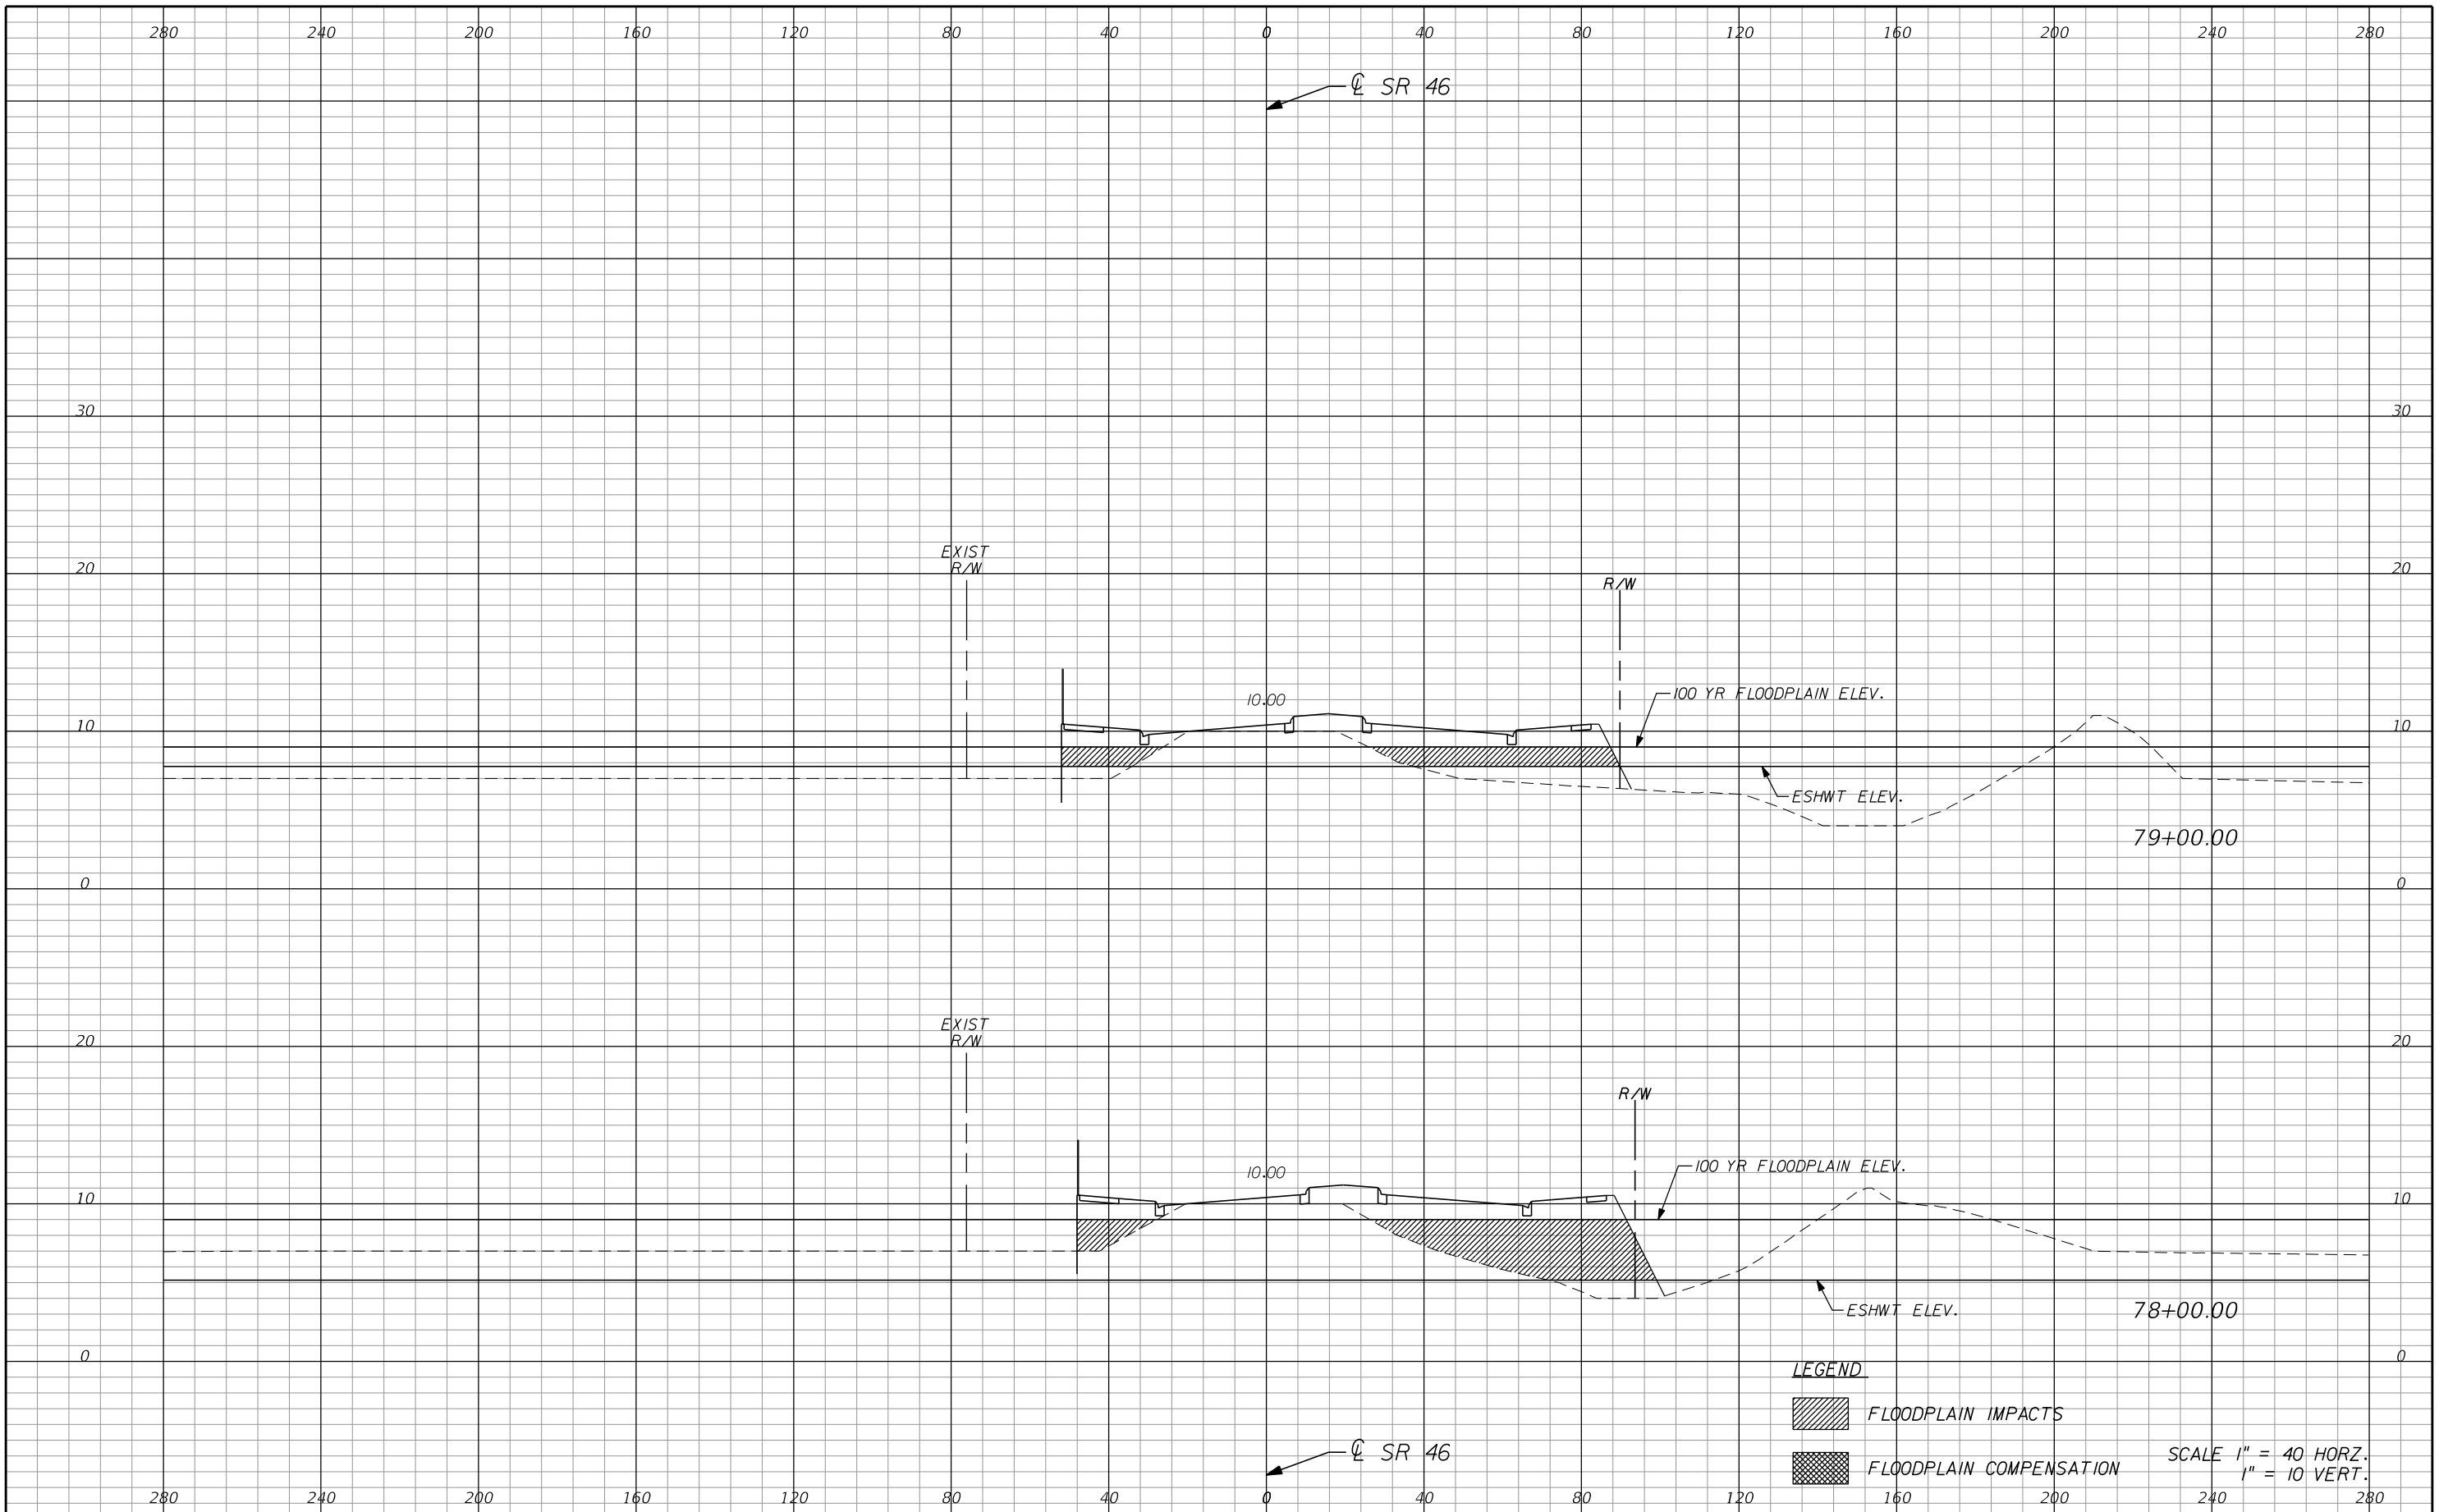 280 240 200 160 120 80 40 0 40 80 120 160 200 240 280
℄ SR 46
30 30
EXIST
R/W
20 20
R/W
10.00
100 YR FLOODPLAIN ELEV.
10 10
ESHWT ELEV.
79+00.00
0 0
EXIST
R/W
20 20
R/W
10.00
100 YR FLOODPLAIN ELEV.
10 10
ESHWT ELEV.
78+00.00
0 0
LEGEND
FLOODPLAIN IMPACTS
FLOODPLAIN COMPENSATION
℄ SR 46
SCALE 1" = 40 HORZ.
1" = 10 VERT.
280 240 200 160 120 80 40 0 40 80 120 160 200 240 280